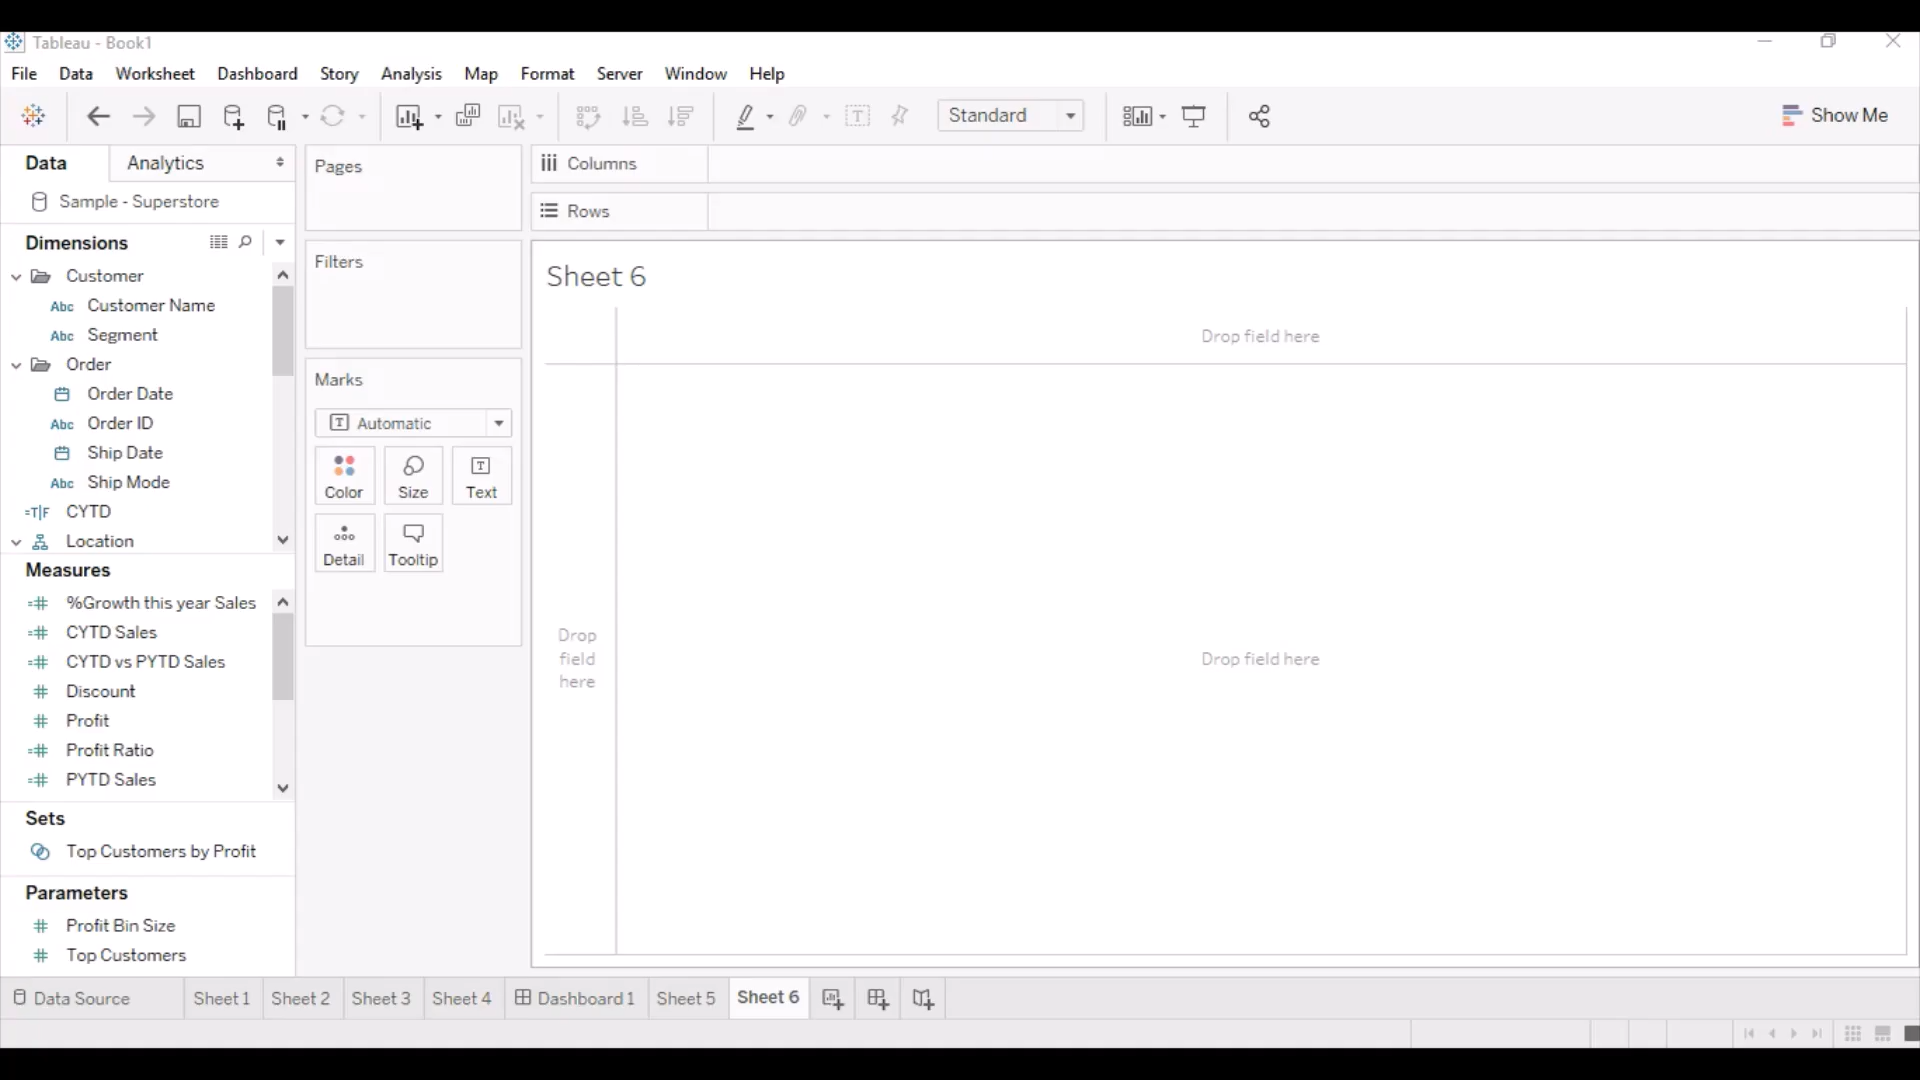 Tableau - Book1
File Data Worksheet Dashboard Story Analysis Map Format Server Window Help
Standard
Show Me
Data Analytics
Sample - Superstore
Dimensions
Customer
Abc Customer Name
Abc Segment
Order
Order Date
Abc Order ID
Ship Date
Abc Ship Mode
=T|F CYTD
Location
Measures
=# %Growth this year Sales
=# CYTD Sales
=# CYTD vs PYTD Sales
# Discount
# Profit
=# Profit Ratio
=# PYTD Sales
Sets
Top Customers by Profit
Parameters
# Profit Bin Size
# Top Customers
Pages
Filters
Marks
T Automatic
Color Size Text
Detail Tooltip
Columns
Rows
Sheet 6
Drop field here
Drop
field
here
Drop field here
Data Source Sheet 1 Sheet 2 Sheet 3 Sheet 4 Dashboard 1 Sheet 5 Sheet 6